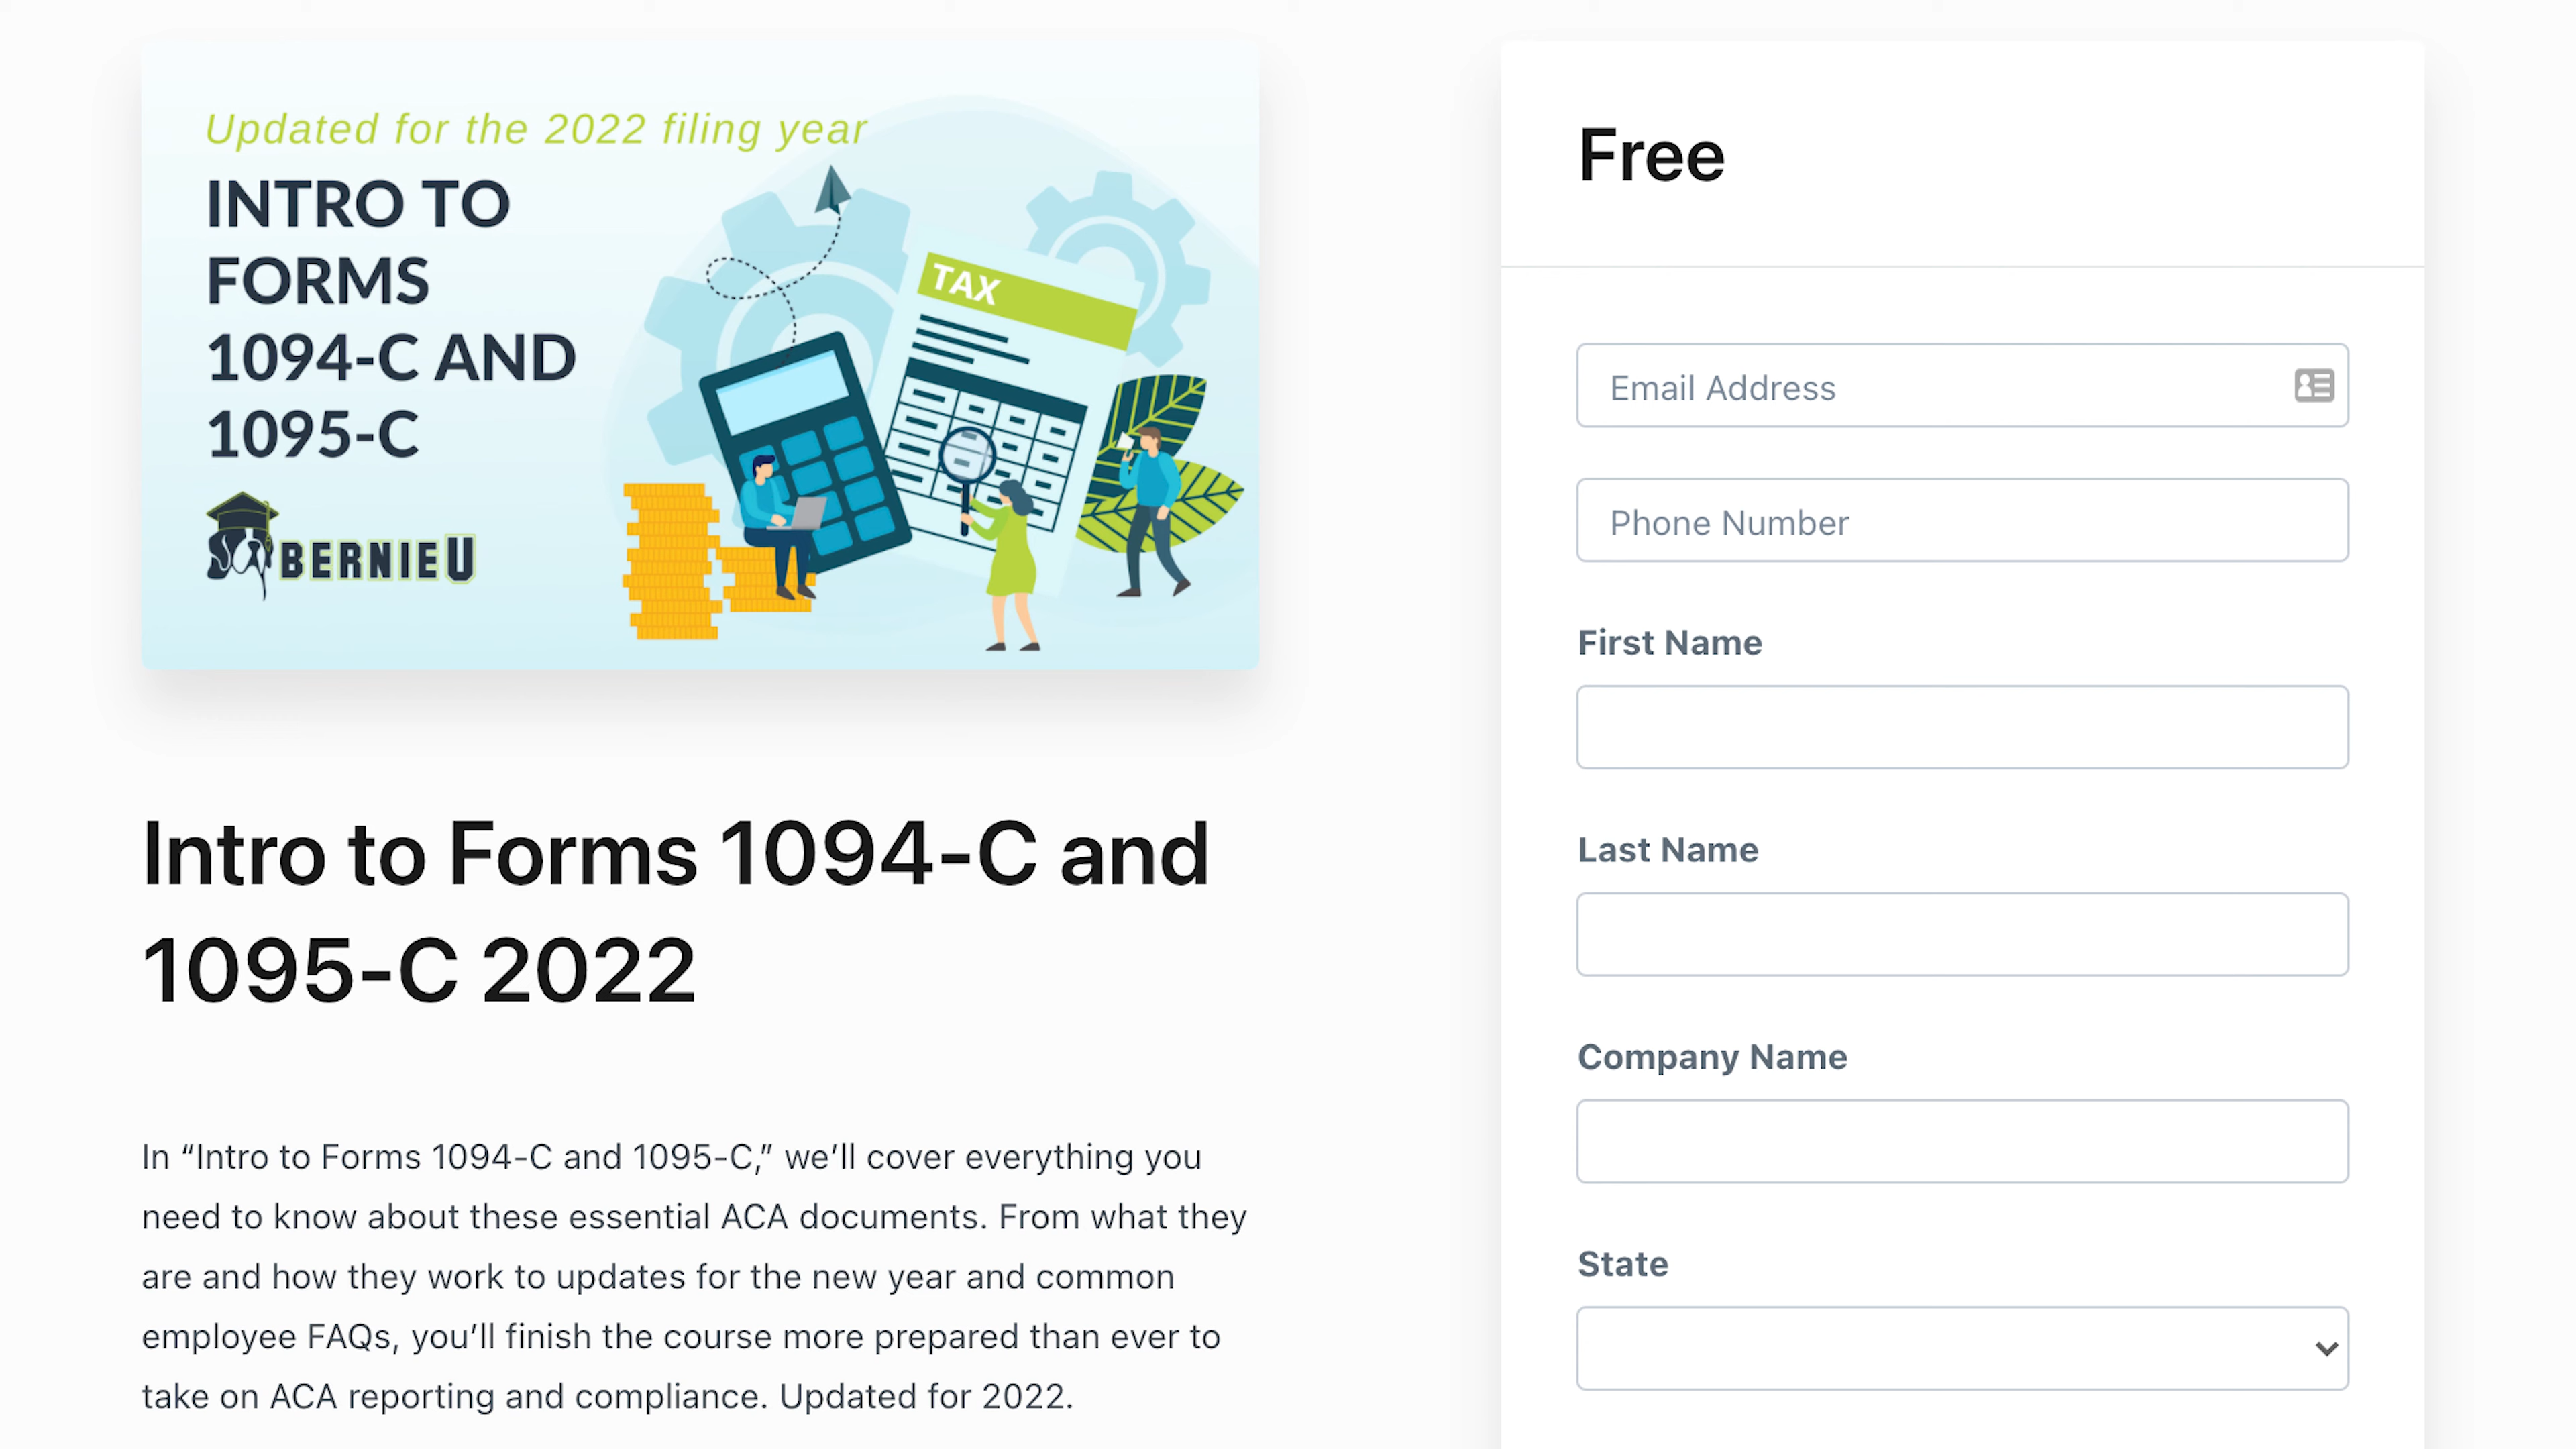 Updated for the 2022 filing year
INTRO TO
FORMS
1094-C AND
1095-C
BERNIEU
TAX
Intro to Forms 1094-C and
1095-C 2022
In “Intro to Forms 1094-C and 1095-C,” we’ll cover everything you
need to know about these essential ACA documents. From what they
are and how they work to updates for the new year and common
employee FAQs, you’ll finish the course more prepared than ever to
take on ACA reporting and compliance. Updated for 2022.
Free
Email Address
Phone Number
First Name
Last Name
Company Name
State